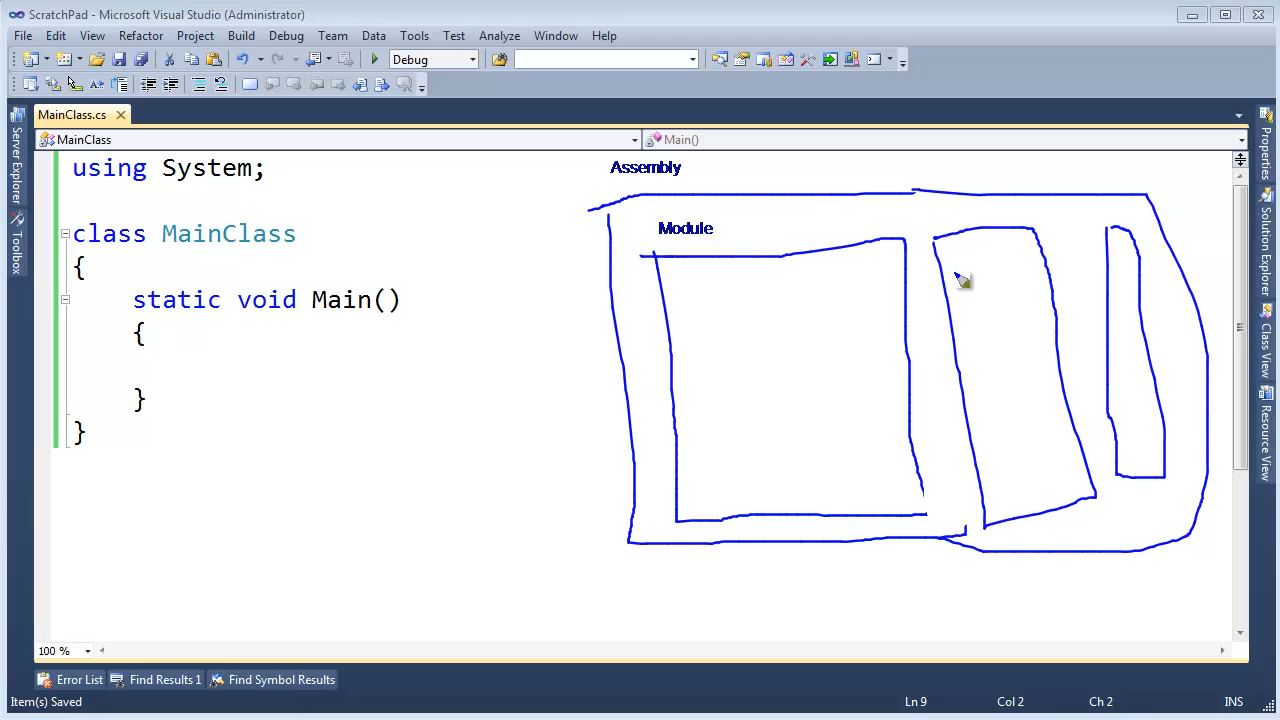 ScratchPad - Microsoft Visual Studio (Administrator)
File Edit View Refactor Project Build Debug Team Data Tools Test Analyze Window Help
Debug
MainClass.cs
MainClass
Main()
Server Explorer
Toolbox
using System;
class MainClass
{
static void Main()
{
}
}
Assembly
Module
Properties
Solution Explorer
Class View
Resource View
100 %
Error List Find Results 1 Find Symbol Results
Item(s) Saved Ln 9 Col 2 Ch 2 INS